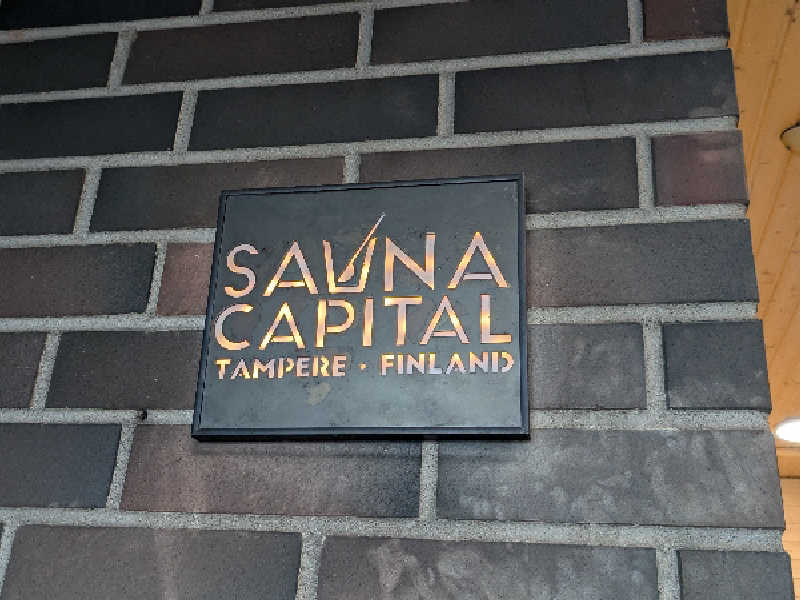 SAUNA
CAPITAL
TAMPERE · FINLAND